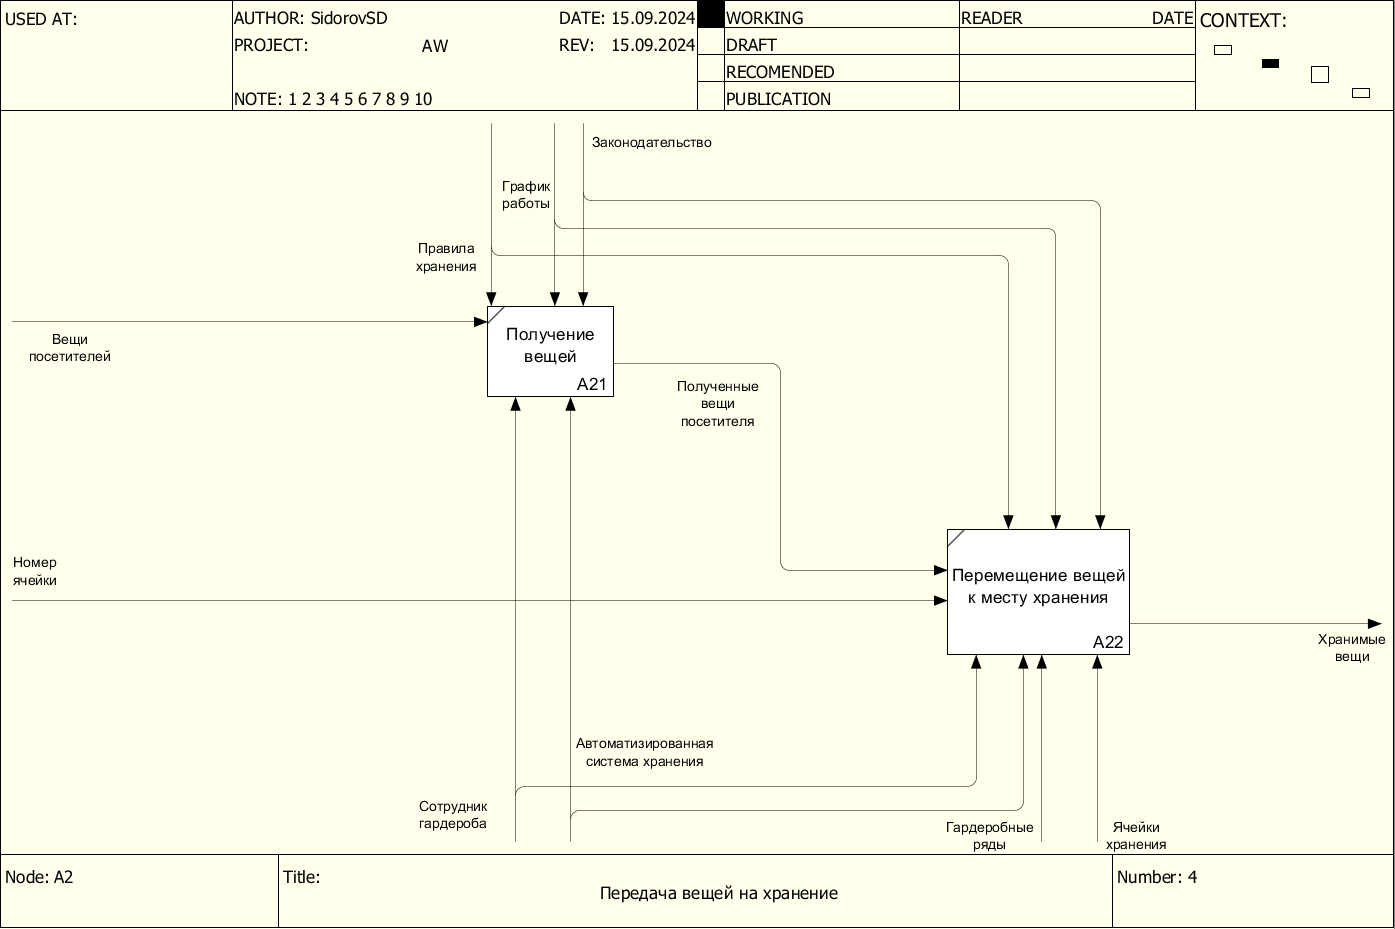 USED AT:
AUTHOR: SidorovSD
DATE: 15.09.2024
PROJECT:
AW
REV: 15.09.2024
NOTE: 1 2 3 4 5 6 7 8 9 10
WORKING
DRAFT
RECOMENDED
PUBLICATION
READER
DATE
CONTEXT:
Законодательство
График
работы
Правила
хранения
Вещи
посетителей
Получение
вещей
A21
Полученные
вещи
посетителя
Номер
ячейки
Перемещение вещей
к месту хранения
A22
Хранимые
вещи
Автоматизированная
система хранения
Сотрудник
гардероба
Гардеробные
ряды
Ячейки
хранения
Node: A2
Title:
Передача вещей на хранение
Number: 4